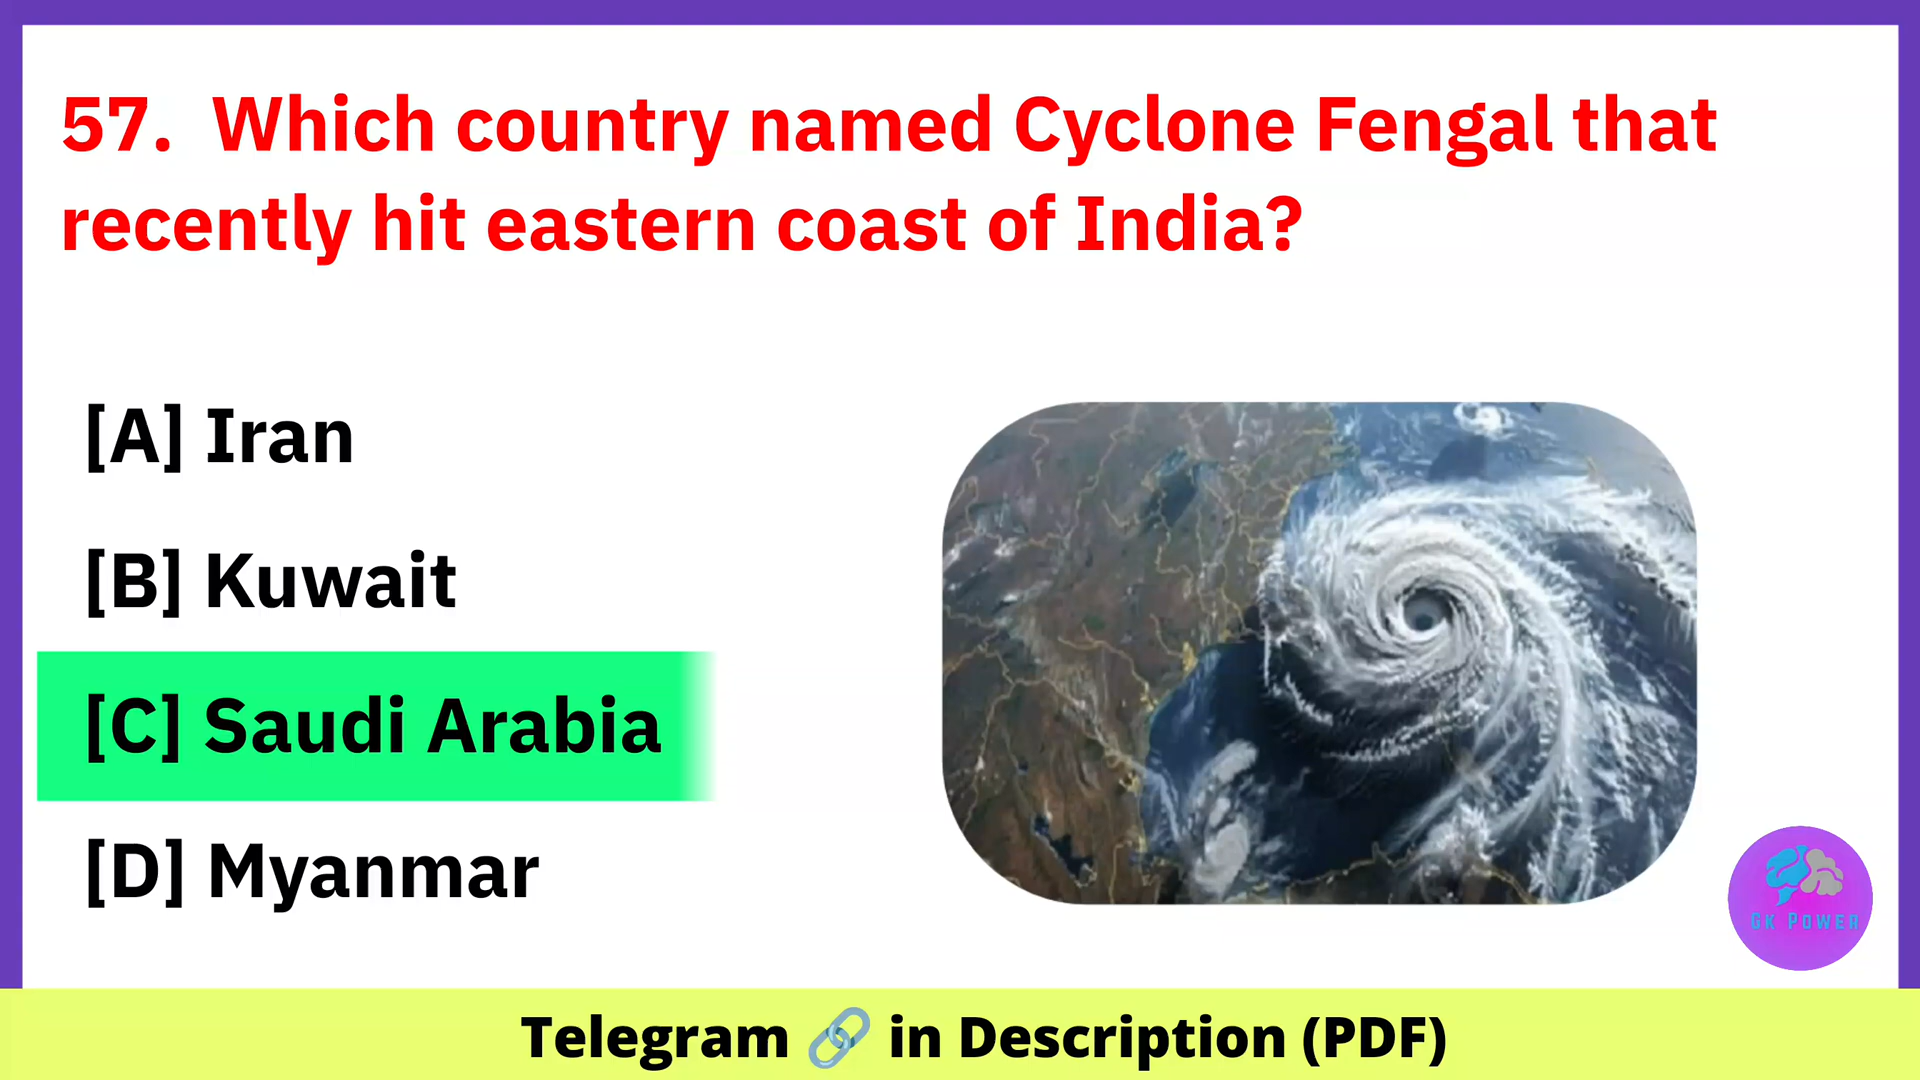 57. Which country named Cyclone Fengal that
recently hit eastern coast of India?
[A] Iran
[B] Kuwait
[C] Saudi Arabia
[D] Myanmar
GK POWER
Telegram 🔗 in Description (PDF)